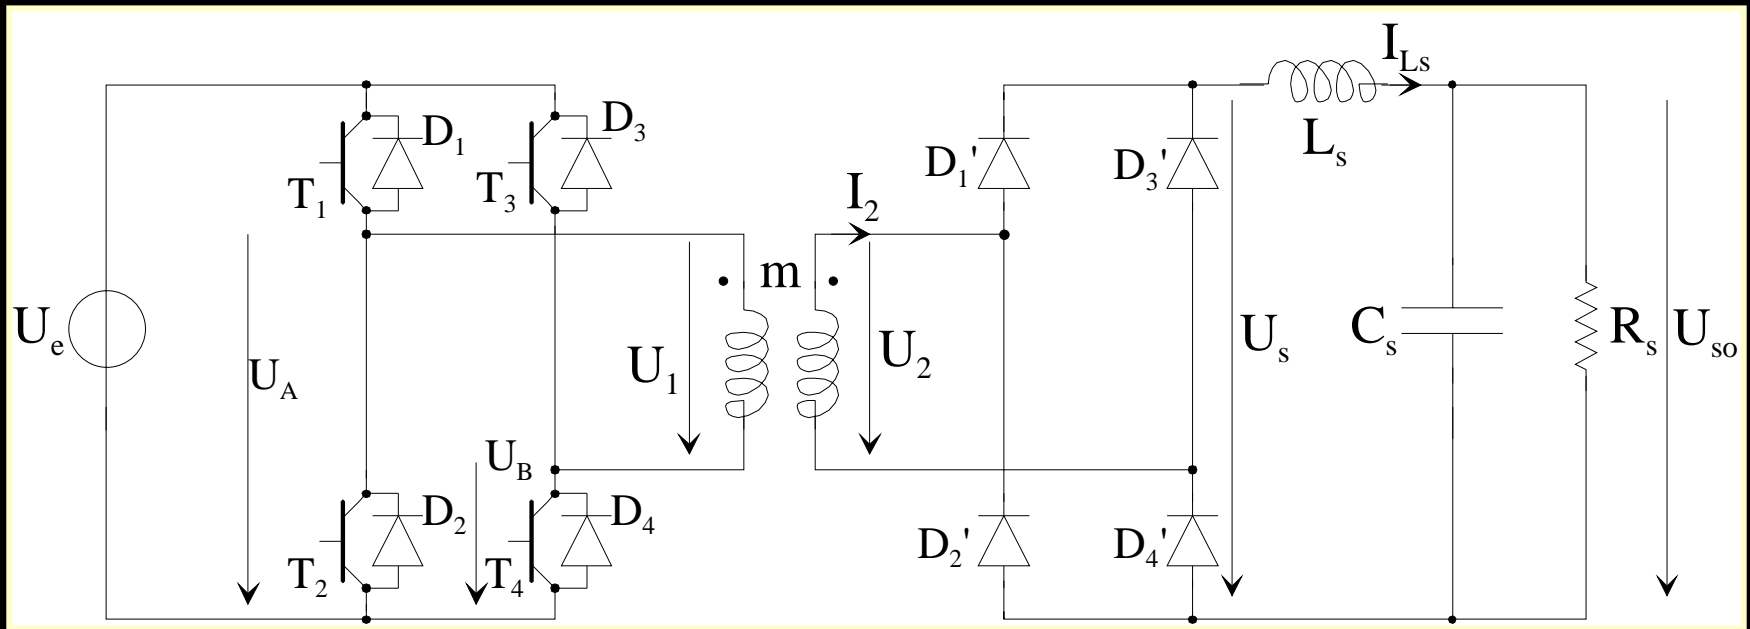 I_Ls
D_1
D_3
T_1
T_3
D_1'
D_3'
L_s
I_2
m
U_e
U_A
U_1
U_2
U_s
C_s
R_s
U_so
U_B
D_2
D_4
T_2
T_4
D_2'
D_4'